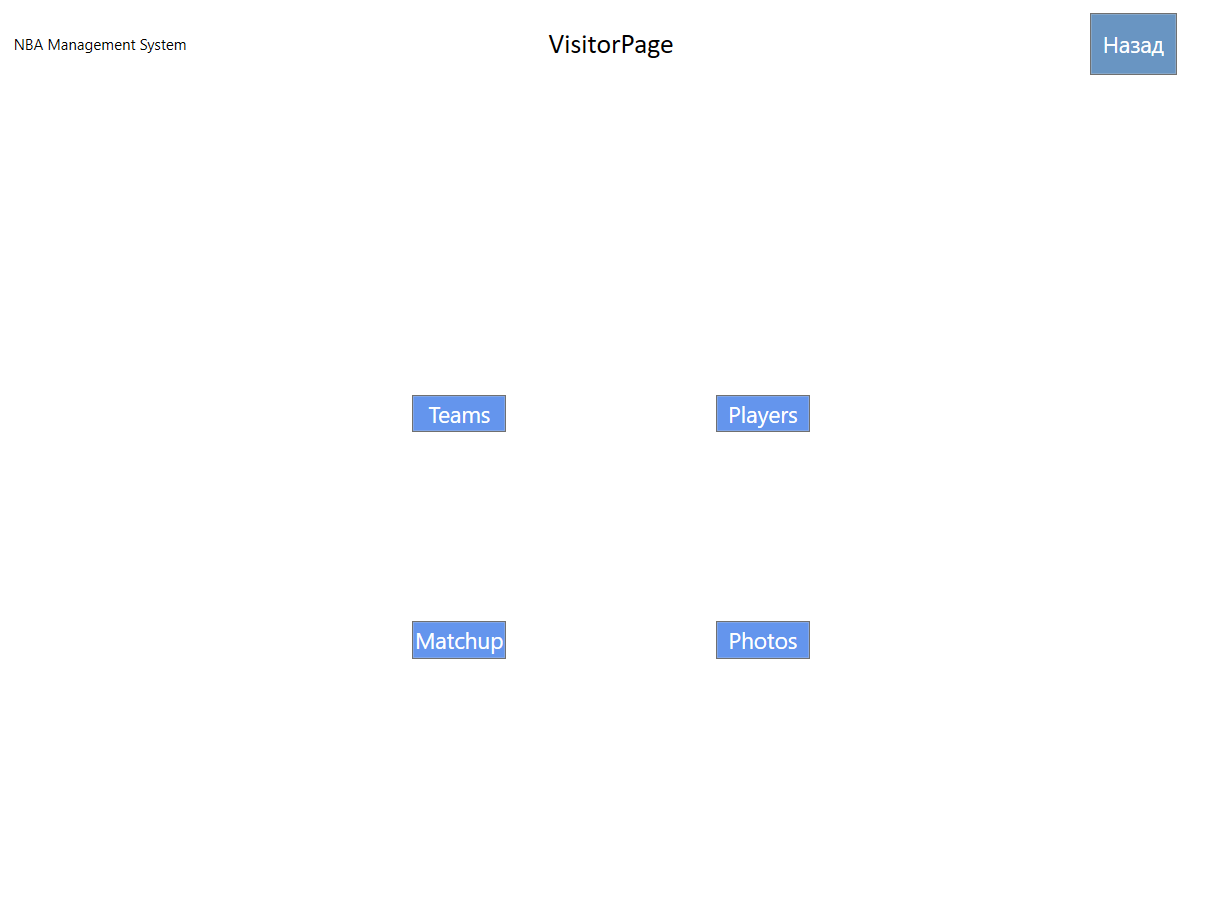 NBA Management System
VisitorPage
Назад
Teams
Players
Matchup
Photos